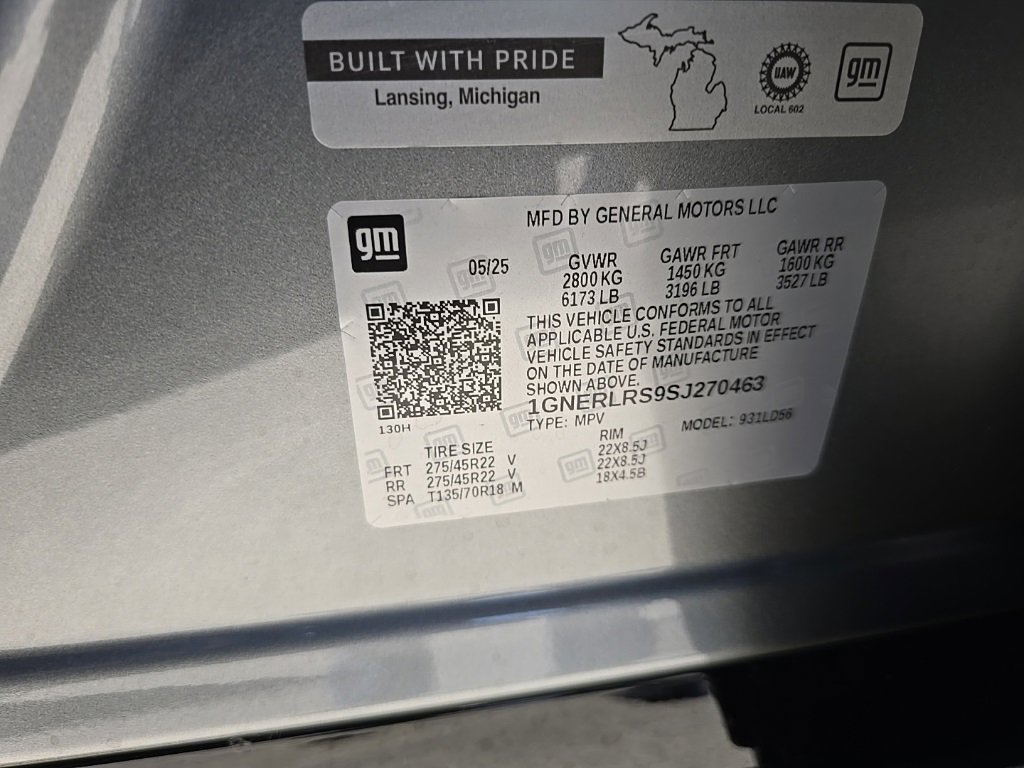 BUILT WITH PRIDE
Lansing, Michigan
UAW
LOCAL 602
gm
gm
MFD BY GENERAL MOTORS LLC
05/25
GVWR
2800 KG
6173 LB
GAWR FRT
1450 KG
3196 LB
GAWR RR
1600 KG
3527 LB
THIS VEHICLE CONFORMS TO ALL
APPLICABLE U.S. FEDERAL MOTOR
VEHICLE SAFETY STANDARDS IN EFFECT
ON THE DATE OF MANUFACTURE
SHOWN ABOVE.
1GNERLRS9SJ270463
TYPE: MPV MODEL: 931LD56
130H
TIRE SIZE RIM
FRT 275/45R22 V 22X8.5J
RR 275/45R22 V 22X8.5J
SPA T135/70R18 M 18X4.5B